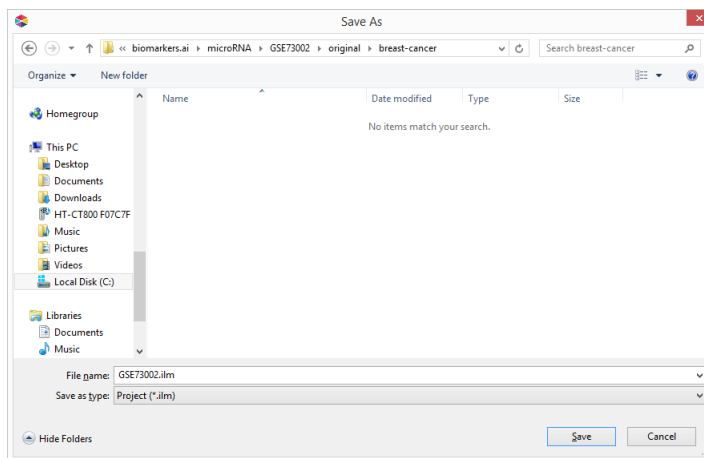 Save As
« biomarkers.ai microRNA GSE73002 original breast-cancer Search breast-cancer
Organize New folder
Name Date modified Type Size
No items match your search.
Homegroup
This PC
Desktop
Documents
Downloads
HT-CT800 F07C7F
Music
Pictures
Videos
Local Disk (C:)
Libraries
Documents
Music
File name: GSE73002.ilm
Save as type: Project (*.ilm)
Hide Folders Save Cancel